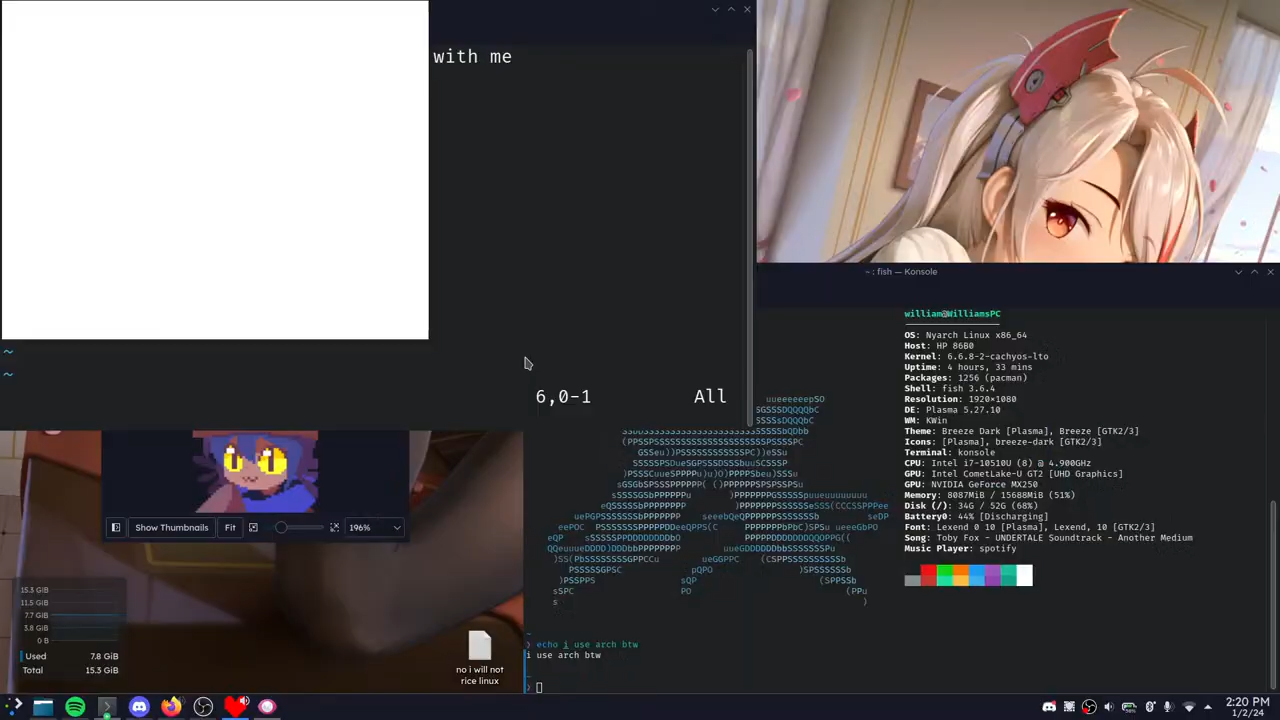 with me
~
~
6,0-1 All
~ : fish — Konsole
william@WilliamsPC
OS: Nyarch Linux x86_64
Host: HP 86B0
Kernel: 6.6.8-2-cachyos-lto
Uptime: 4 hours, 33 mins
Packages: 1256 (pacman)
Shell: fish 3.6.4
Resolution: 1920×1080
DE: Plasma 5.27.10
WM: KWin
Theme: Breeze Dark [Plasma], Breeze [GTK2/3]
Icons: [Plasma], breeze-dark [GTK2/3]
Terminal: konsole
CPU: Intel i7-10510U (8) @ 4.900GHz
GPU: Intel CometLake-U GT2 [UHD Graphics]
GPU: NVIDIA GeForce MX250
Memory: 8087MiB / 15688MiB (51%)
Disk (/): 34G / 52G (68%)
Battery0: 44% [Discharging]
Font: Lexend 0 10 [Plasma], Lexend, 10 [GTK2/3]
Song: Toby Fox - UNDERTALE Soundtrack - Another Medium
Music Player: spotify
Show Thumbnails
Fit
196%
15.3 GiB
11.5 GiB
7.7 GiB
3.8 GiB
0 B
Used 7.8 GiB
Total 15.3 GiB
no i will not
rice linux
~
❯ echo i use arch btw
i use arch btw
~
❯
2:20 PM
1/2/24